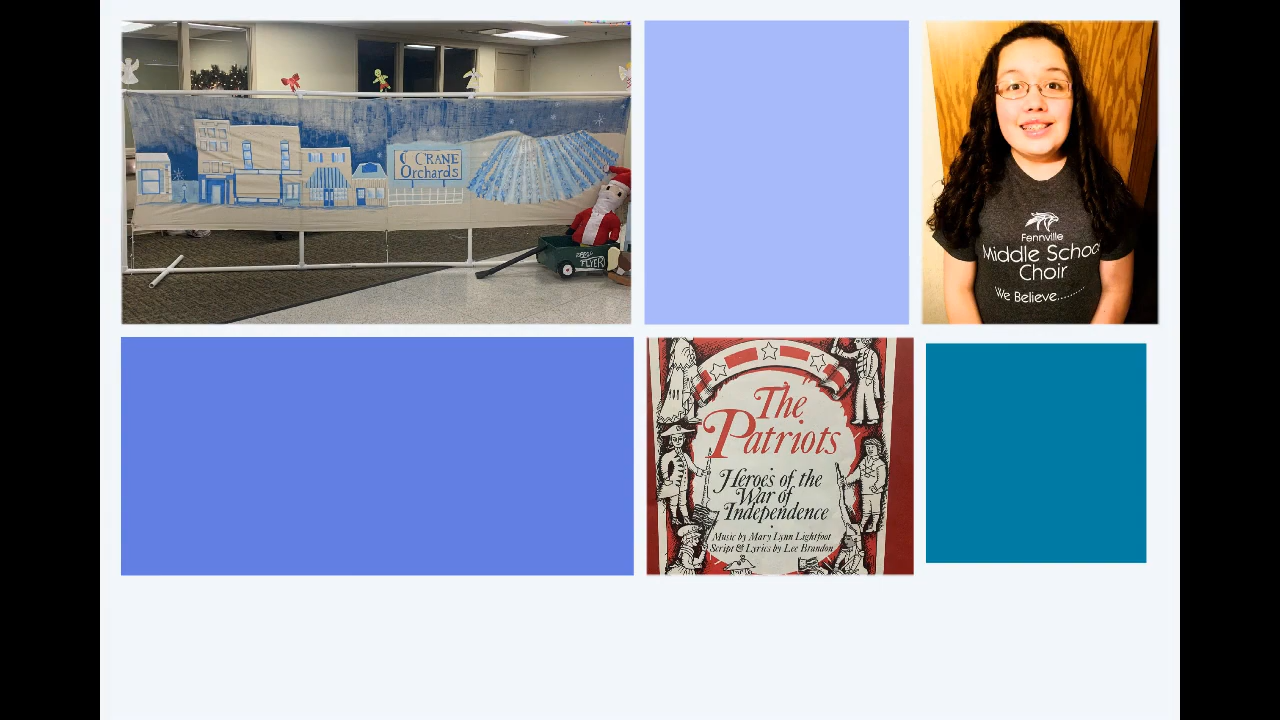 C CRANE
Orchards
FLYER
Fennville
Middle School
Choir
We Believe..........
The
Patriots
Heroes of the
War of
Independence
Music by Mary Lynn Lightfoot
Script & Lyrics by Lee Brandon